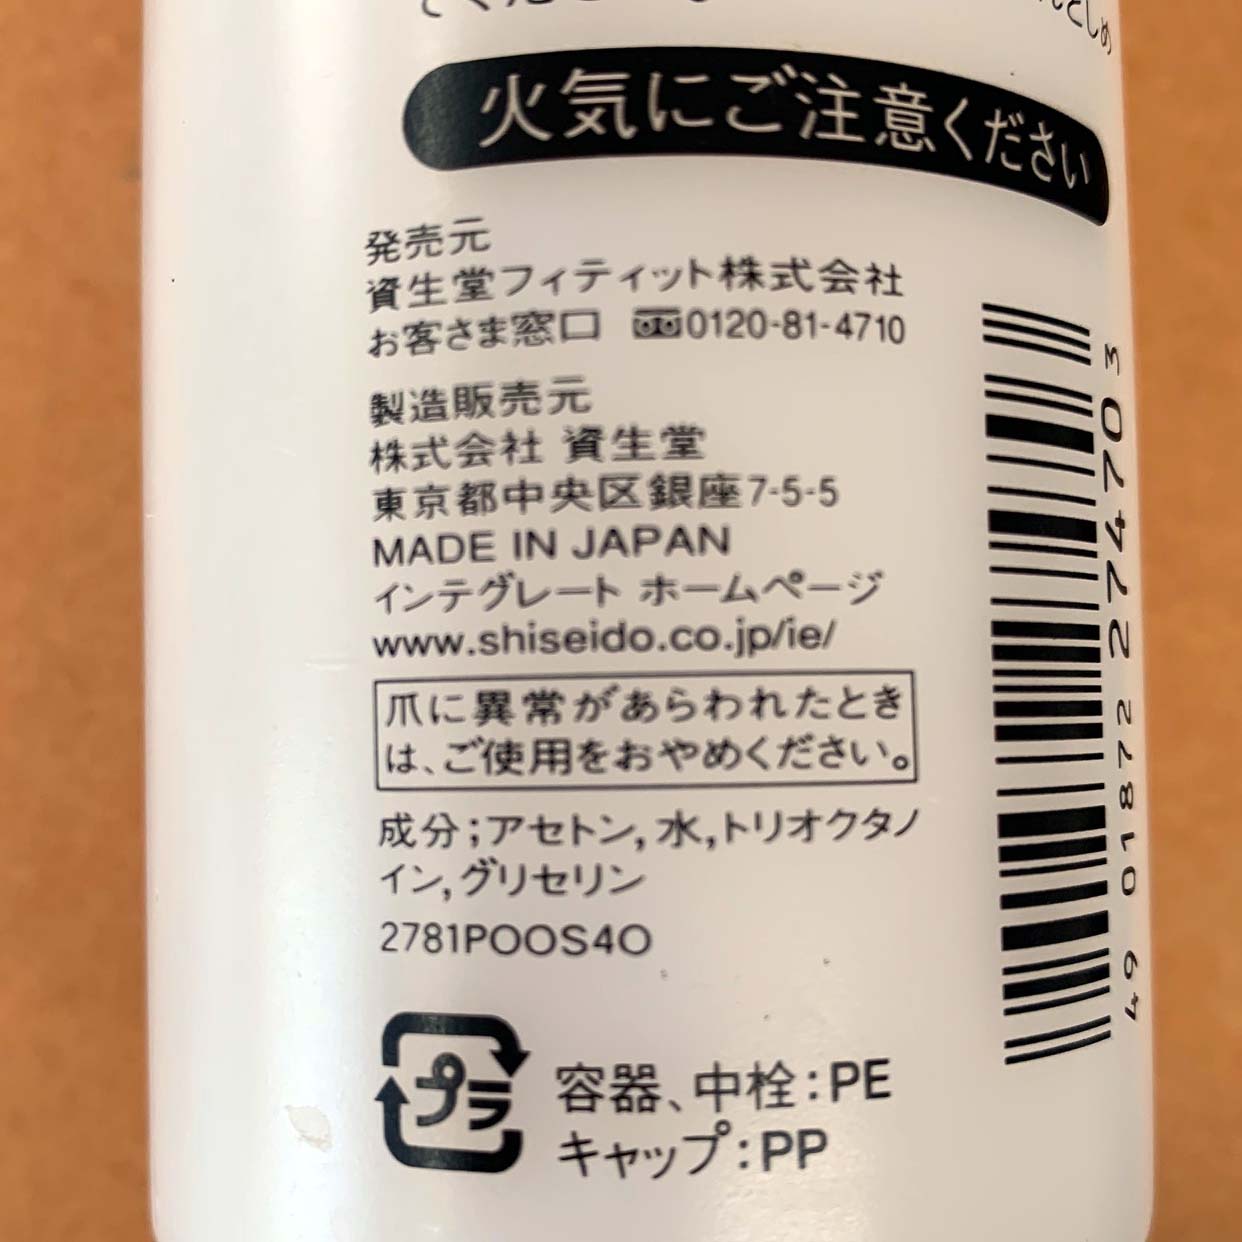 火気にご注意ください
発売元
資生堂フィティット株式会社
お客さま窓口 0120-81-4710
製造販売元
株式会社 資生堂
東京都中央区銀座7-5-5
MADE IN JAPAN
インテグレート ホームページ
www.shiseido.co.jp/ie/
爪に異常があらわれたとき
は、ご使用をおやめください。
成分;アセトン,水,トリオクタノ
イン,グリセリン
2781POOS4O
プラ
容器、中栓:PE
キャップ:PP